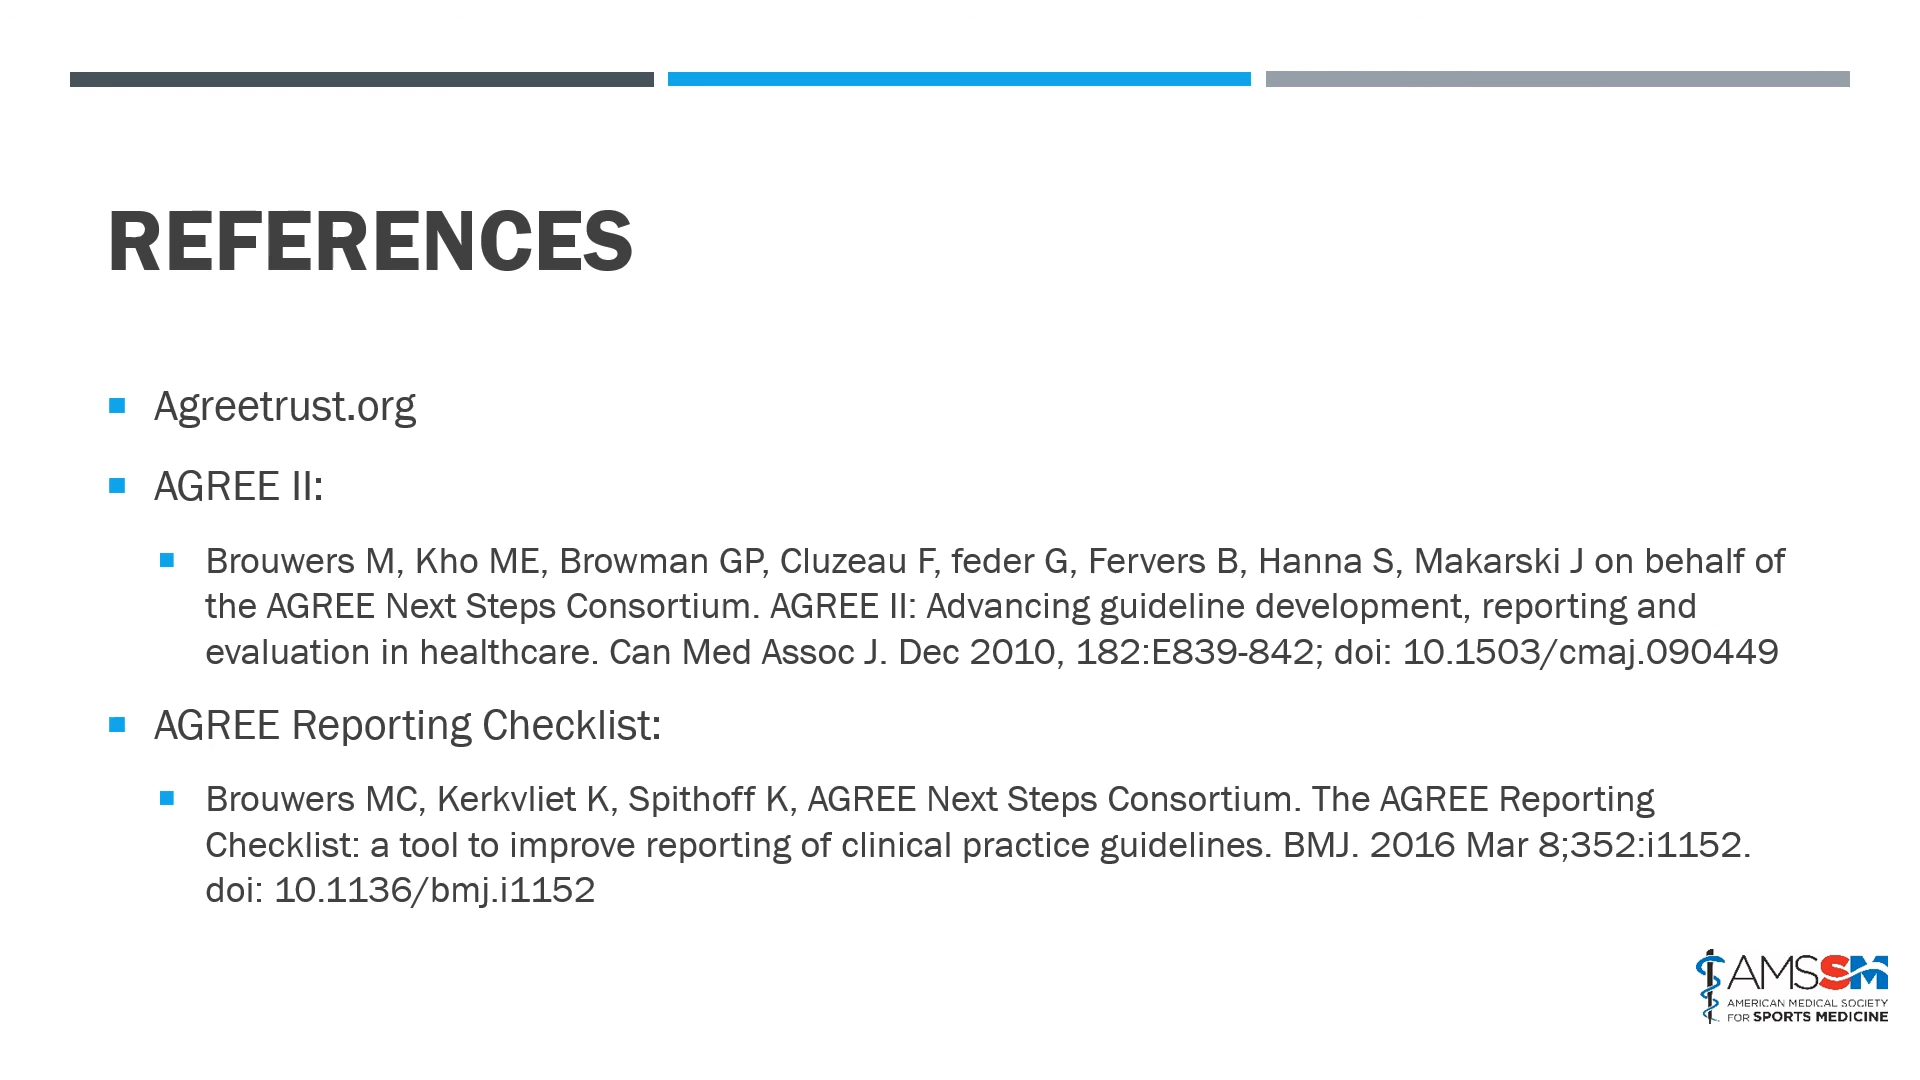 REFERENCES
Agreetrust.org
AGREE II:
Brouwers M, Kho ME, Browman GP, Cluzeau F, feder G, Fervers B, Hanna S, Makarski J on behalf of
the AGREE Next Steps Consortium. AGREE II: Advancing guideline development, reporting and
evaluation in healthcare. Can Med Assoc J. Dec 2010, 182:E839-842; doi: 10.1503/cmaj.090449
AGREE Reporting Checklist:
Brouwers MC, Kerkvliet K, Spithoff K, AGREE Next Steps Consortium. The AGREE Reporting
Checklist: a tool to improve reporting of clinical practice guidelines. BMJ. 2016 Mar 8;352:i1152.
doi: 10.1136/bmj.i1152
AMSSM
AMERICAN MEDICAL SOCIETY
FOR SPORTS MEDICINE